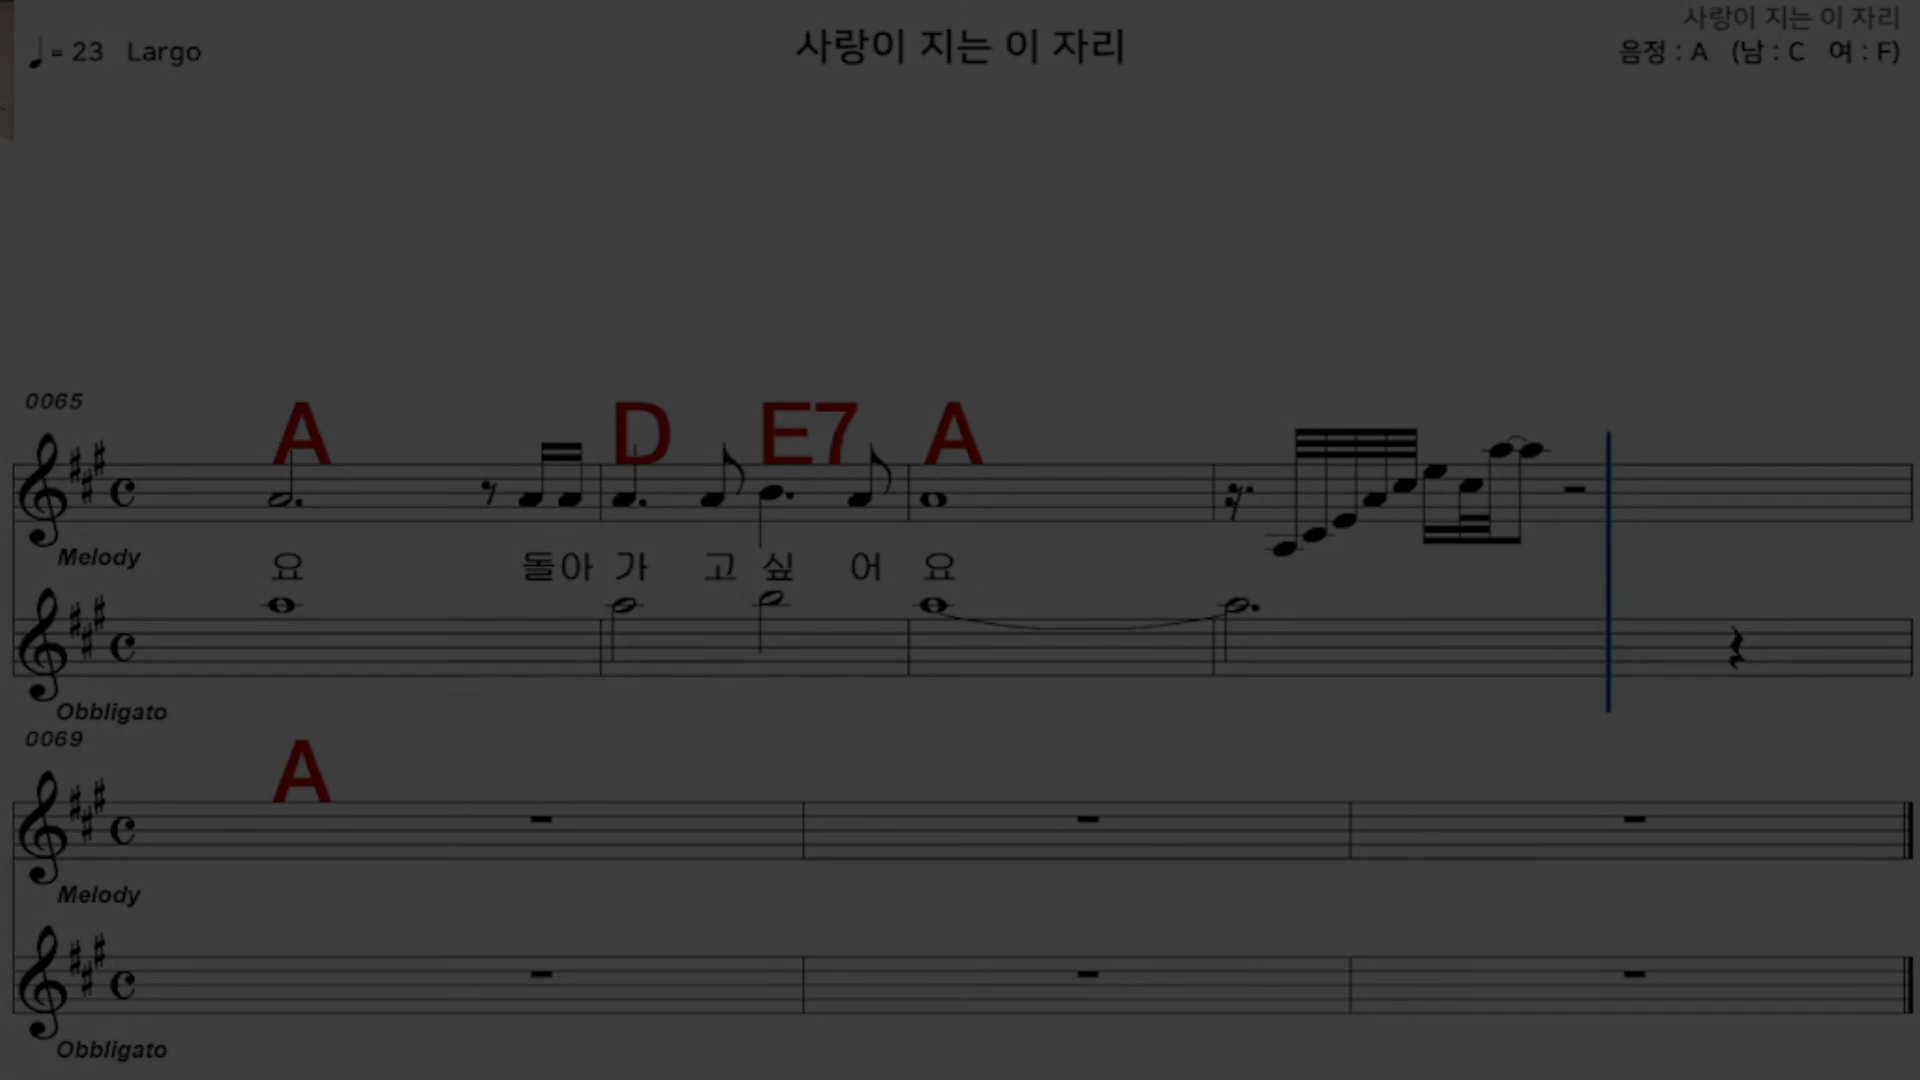 사랑이 지는 이 자리
♩ = 23 Largo
사랑이 지는 이 자리
음정 : A (남 : C 여 : F)
0065
A D E7 A
Melody
요 돌아 가 고 싶 어 요
Obbligato
0069
A
Melody
Obbligato